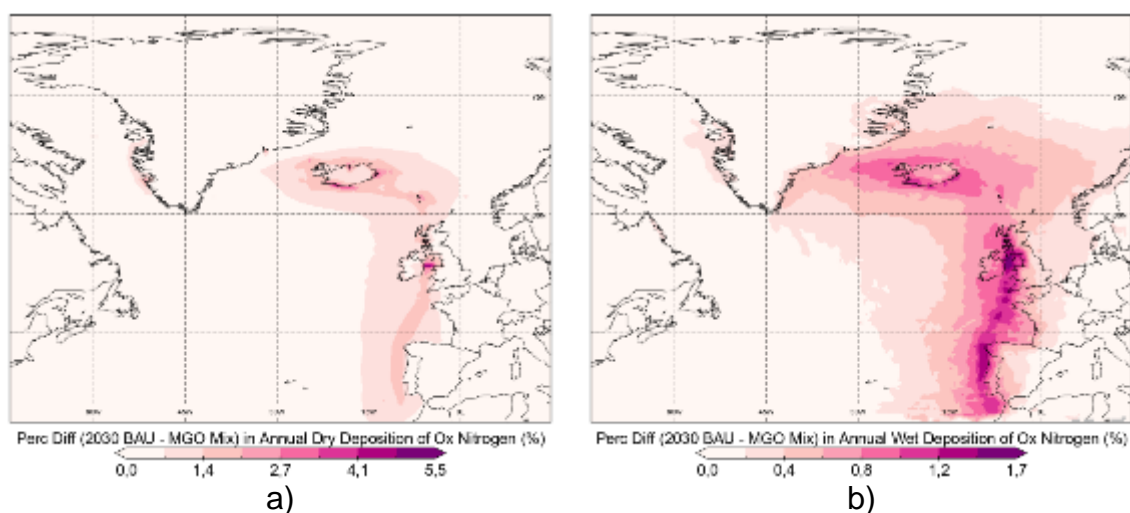 Perc Diff (2030 BAU - MGO Mix) in Annual Dry Deposition of Ox Nitrogen (%)
0,0 1,4 2,7 4,1 5,5
a)
Perc Diff (2030 BAU - MGO Mix) in Annual Wet Deposition of Ox Nitrogen (%)
0,0 0,4 0,8 1,2 1,7
b)